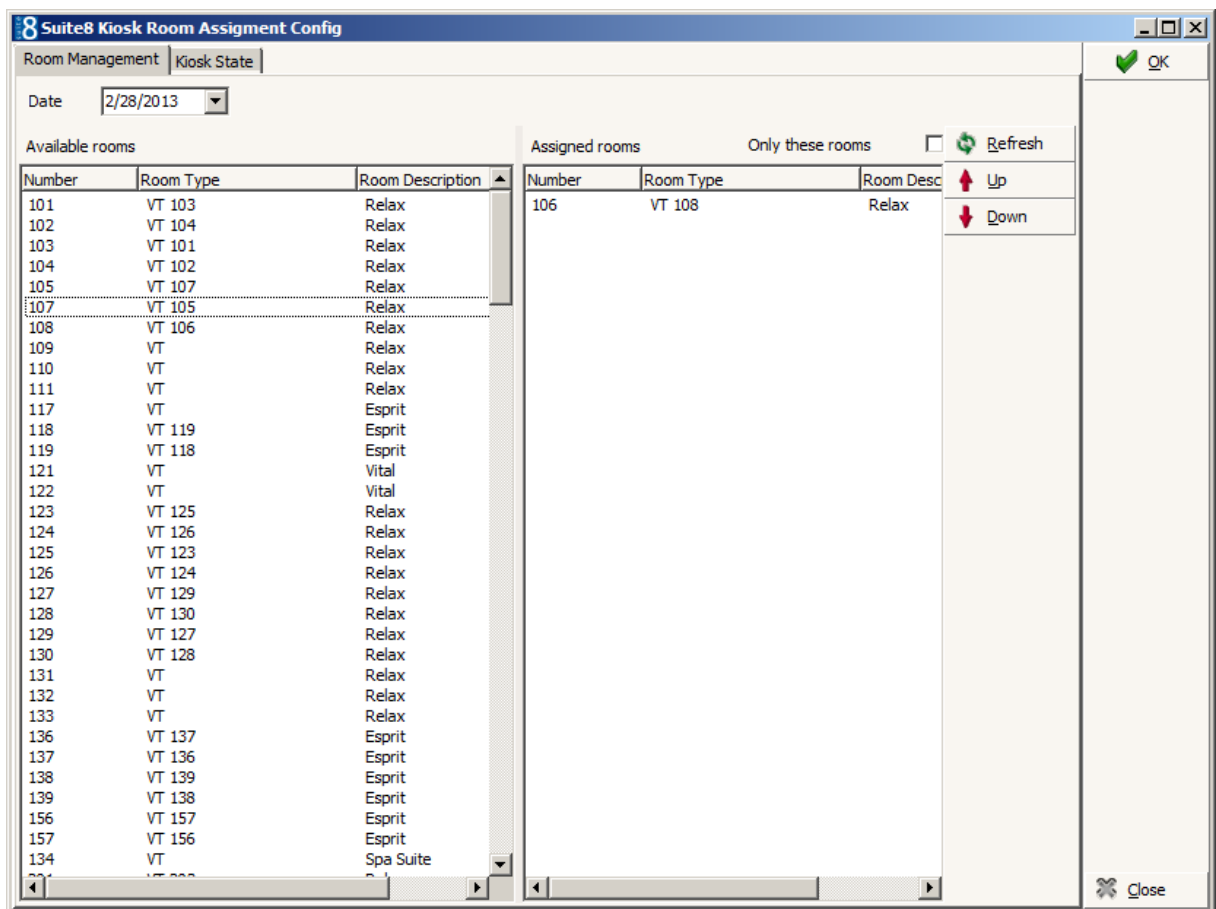 8 Suite8 Kiosk Room Assigment Config
Room Management Kiosk State
OK
Date 2/28/2013
Available rooms
Number Room Type Room Description
101 VT 103 Relax
102 VT 104 Relax
103 VT 101 Relax
104 VT 102 Relax
105 VT 107 Relax
107 VT 105 Relax
108 VT 106 Relax
109 VT Relax
110 VT Relax
111 VT Relax
117 VT Esprit
118 VT 119 Esprit
119 VT 118 Esprit
121 VT Vital
122 VT Vital
123 VT 125 Relax
124 VT 126 Relax
125 VT 123 Relax
126 VT 124 Relax
127 VT 129 Relax
128 VT 130 Relax
129 VT 127 Relax
130 VT 128 Relax
131 VT Relax
132 VT Relax
133 VT Relax
136 VT 137 Esprit
137 VT 136 Esprit
138 VT 139 Esprit
139 VT 138 Esprit
156 VT 157 Esprit
157 VT 156 Esprit
134 VT Spa Suite
Assigned rooms Only these rooms
Number Room Type Room Desc
106 VT 108 Relax
Refresh
Up
Down
Close